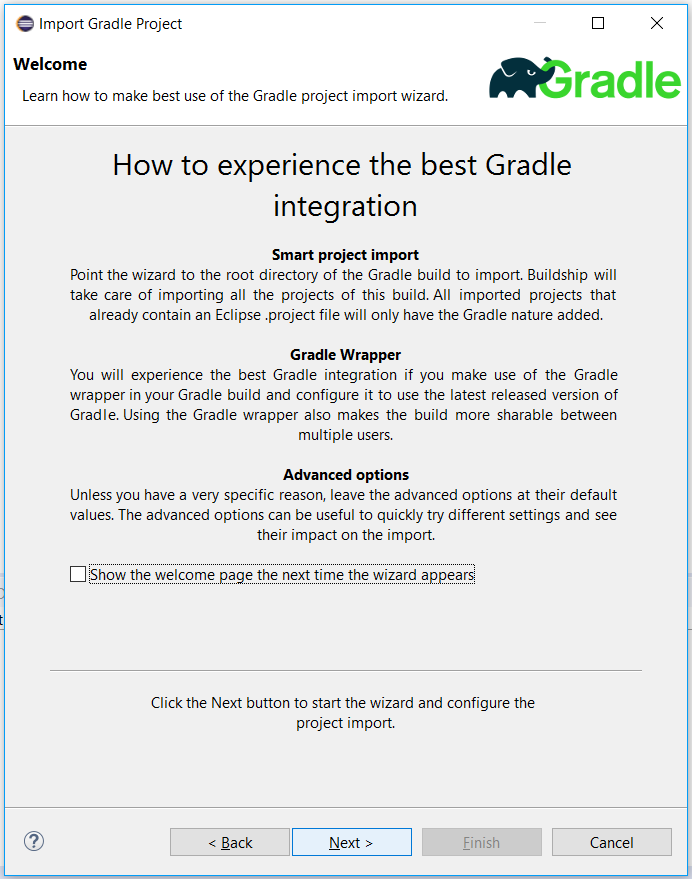 Import Gradle Project
Welcome
Learn how to make best use of the Gradle project import wizard.
Gradle
How to experience the best Gradle
integration
Smart project import
Point the wizard to the root directory of the Gradle build to import. Buildship will
take care of importing all the projects of this build. All imported projects that
already contain an Eclipse .project file will only have the Gradle nature added.
Gradle Wrapper
You will experience the best Gradle integration if you make use of the Gradle
wrapper in your Gradle build and configure it to use the latest released version of
Gradle. Using the Gradle wrapper also makes the build more sharable between
multiple users.
Advanced options
Unless you have a very specific reason, leave the advanced options at their default
values. The advanced options can be useful to quickly try different settings and see
their impact on the import.
Show the welcome page the next time the wizard appears
Click the Next button to start the wizard and configure the
project import.
? < Back Next > Finish Cancel